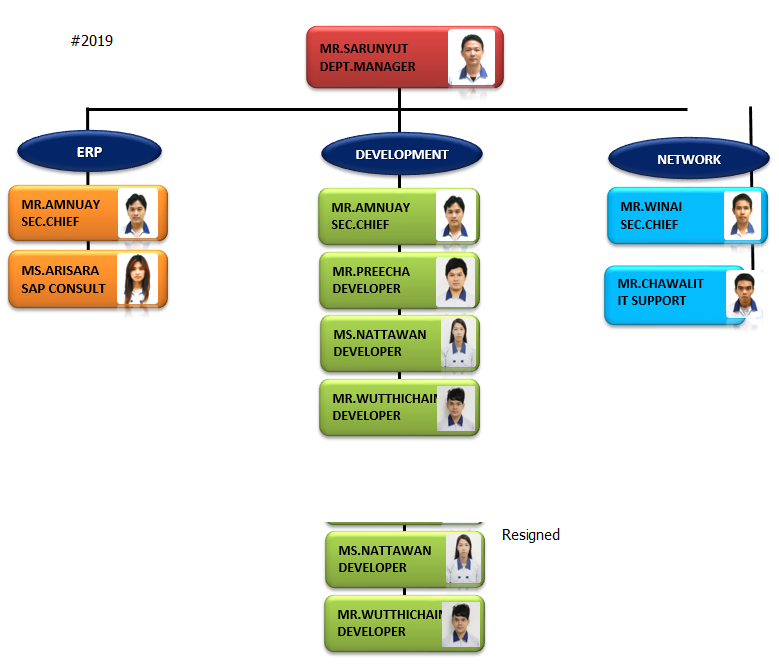 #2019
MR.SARUNYUT
DEPT.MANAGER
ERP
DEVELOPMENT
NETWORK
MR.AMNUAY
SEC.CHIEF
MS.ARISARA
SAP CONSULT
MR.AMNUAY
SEC.CHIEF
MR.PREECHA
DEVELOPER
MS.NATTAWAN
DEVELOPER
MR.WUTTHICHAIN
DEVELOPER
MR.WINAI
SEC.CHIEF
MR.CHAWALIT
IT SUPPORT
Resigned
MS.NATTAWAN
DEVELOPER
MR.WUTTHICHAIN
DEVELOPER